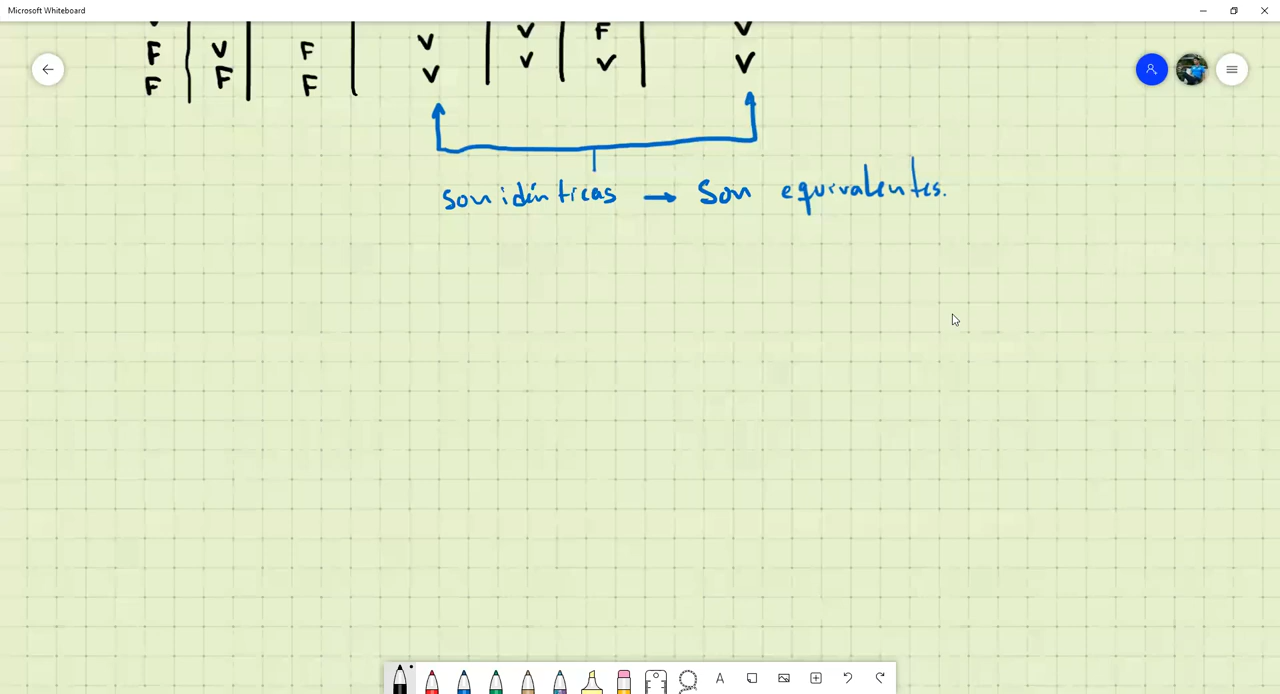 Microsoft Whiteboard
V F V
F V F V V V V
F F F V
son idénticas → Son equivalentes.
A